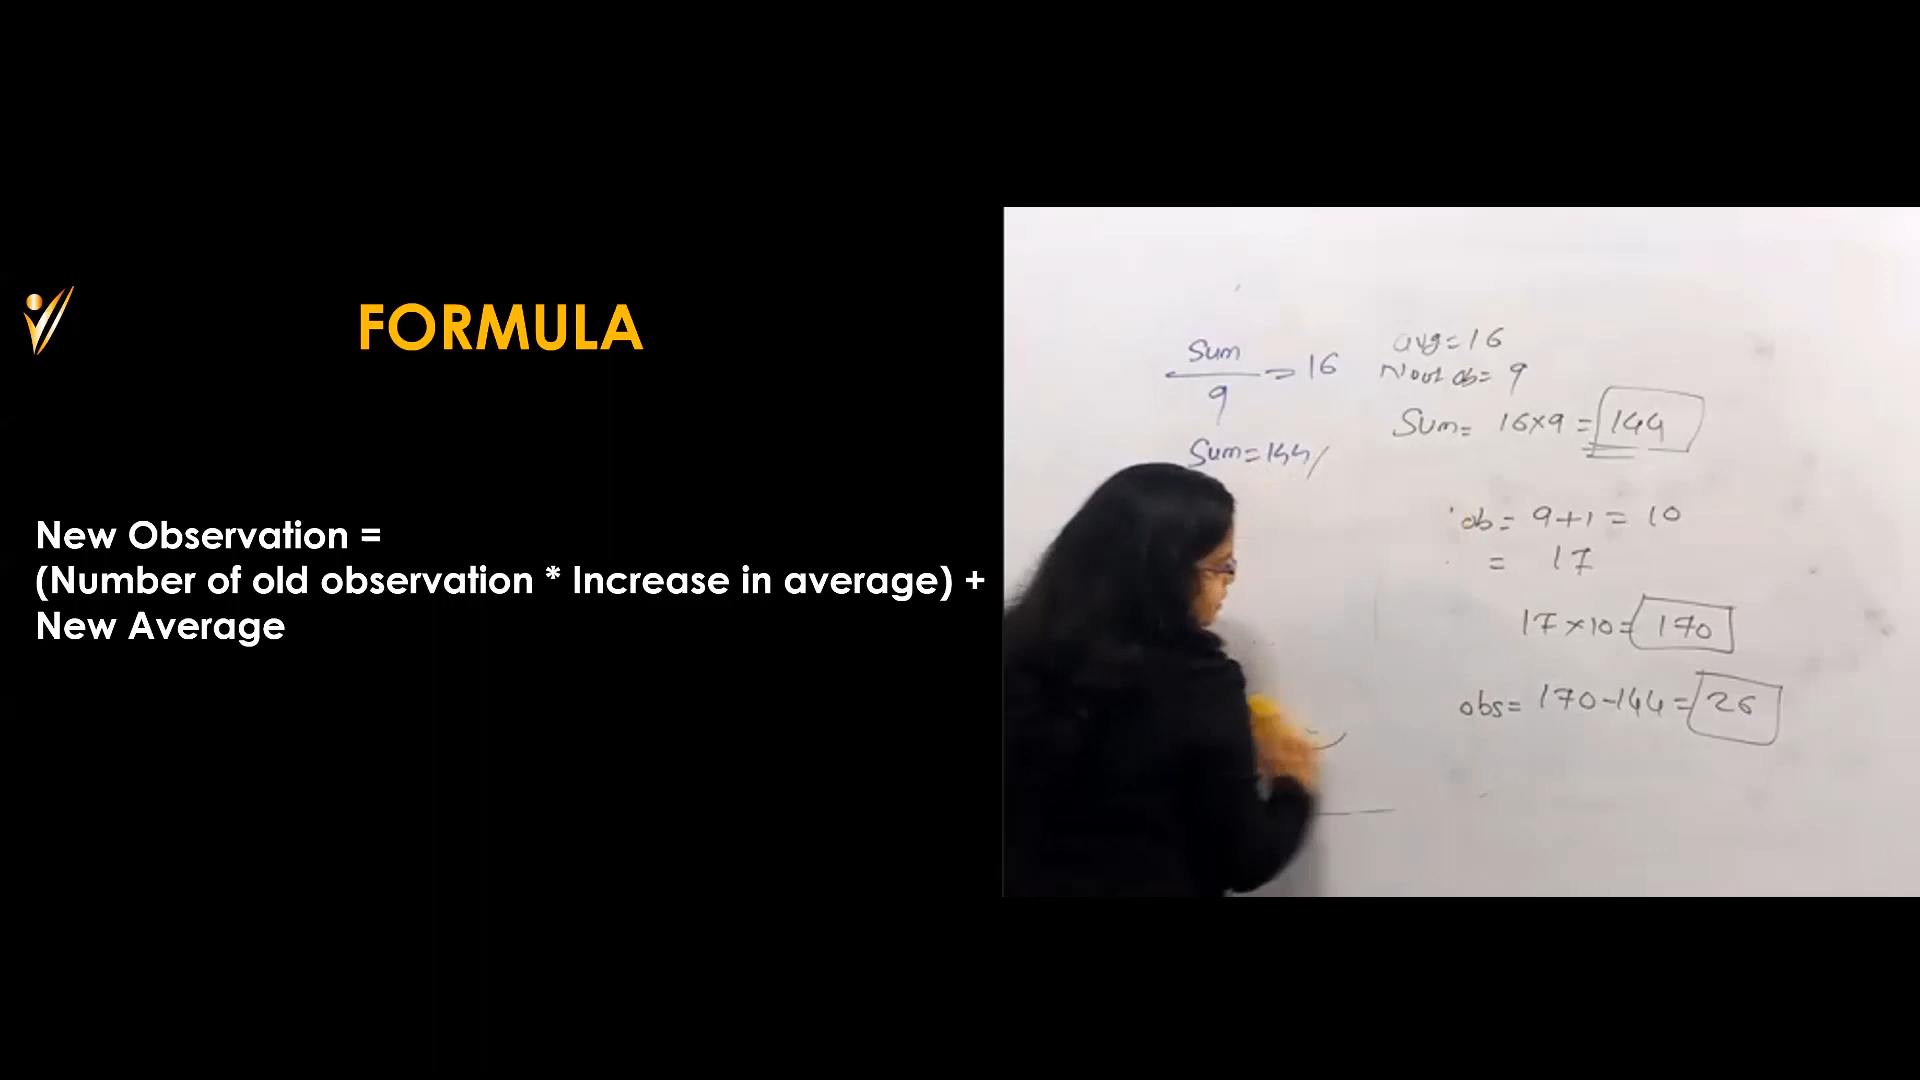 FORMULA
New Observation =
(Number of old observation * Increase in average) +
New Average
Sum
9
= 16
Sum = 144
avg = 16
No of ob = 9
Sum = 16×9 = 144
ob = 9+1 = 10
= 17
17×10 = 170
obs = 170-144 = 26